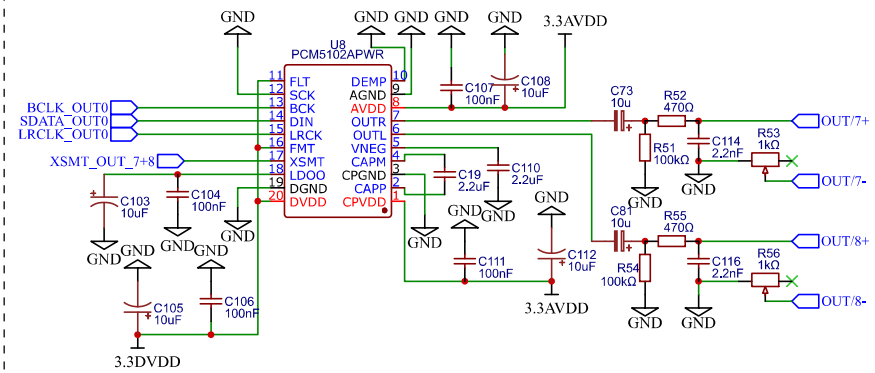 GND
GND
GND
GND
GND
3.3AVDD
U8
PCM5102APWR
11 FLT
12 SCK
13 BCK
14 DIN
15 LRCK
16 FMT
17 XSMT
18 LDOO
19 DGND
20 DVDD
DEMP 10
AGND 9
AVDD 8
OUTR 7
OUTL 6
VNEG 5
CAPM 4
CPGND 3
CAPP 2
CPVDD 1
BCLK_OUT0
SDATA_OUT0
LRCLK_OUT0
XSMT_OUT_7+8
C107
100nF
C108
10uF
C73
10u
R52
470Ω
R51
100kΩ
C114
2.2nF
R53
1kΩ
OUT/7+
OUT/7-
GND
GND
C103
10uF
C104
100nF
GND
GND
GND
C19
2.2uF
C110
2.2uF
GND
GND
GND
C111
100nF
GND
C112
10uF
3.3AVDD
C81
10u
R55
470Ω
R54
100kΩ
C116
2.2nF
R56
1kΩ
OUT/8+
OUT/8-
GND
GND
GND
GND
C105
10uF
C106
100nF
3.3DVDD